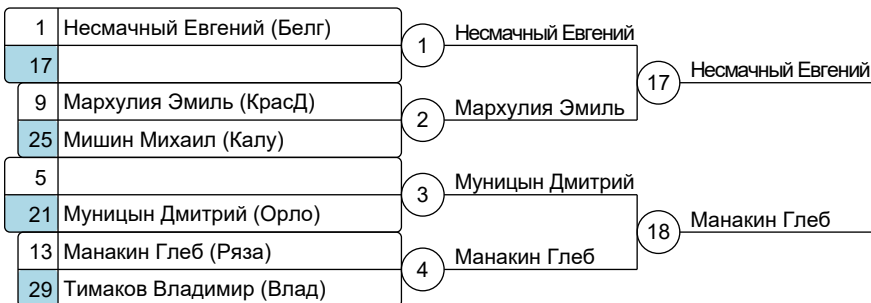 1 Несмачный Евгений (Белг)
17
9 Мархулия Эмиль (КрасД)
25 Мишин Михаил (Калу)
5
21 Муницын Дмитрий (Орло)
13 Манакин Глеб (Ряза)
29 Тимаков Владимир (Влад)
1 Несмачный Евгений
2 Мархулия Эмиль
3 Муницын Дмитрий
4 Манакин Глеб
17 Несмачный Евгений
18 Манакин Глеб